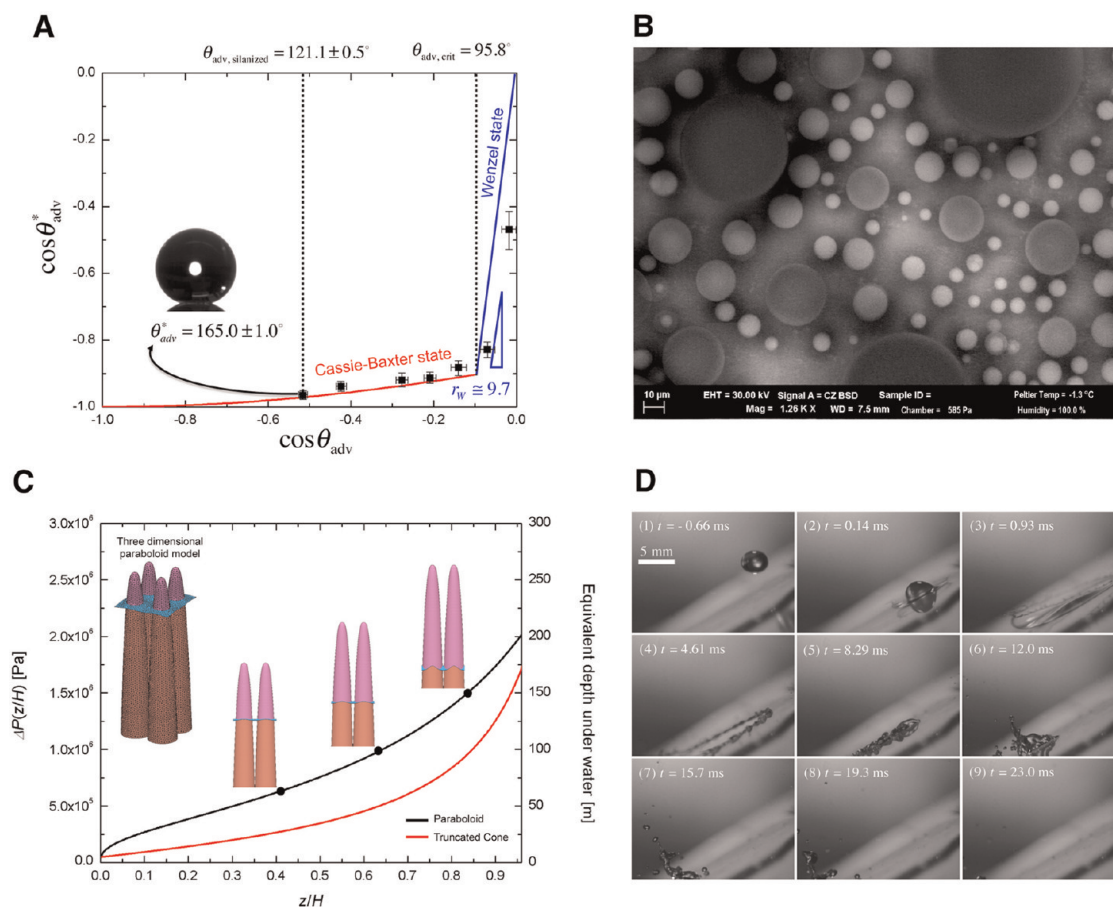 A
θadv, silanized = 121.1 ± 0.5°
θadv, crit = 95.8°
0.0
-0.2
-0.4
-0.6
-0.8
-1.0
cosθ*adv
Wenzel state
θ*adv = 165.0 ± 1.0°
Cassie-Baxter state
rW ≅ 9.7
-1.0
-0.8
-0.6
-0.4
-0.2
0.0
cosθadv
B
10 µm
EHT = 30.00 kV
Signal A = CZ BSD
Sample ID =
Peltier Temp = -1.3 °C
Mag = 1.26 K X
WD = 7.5 mm
Chamber = 585 Pa
Humidity = 100.0 %
C
3.0x10⁶
2.5x10⁶
2.0x10⁶
1.5x10⁶
1.0x10⁶
5.0x10⁵
0.0
ΔP(z/H) [Pa]
Three dimensional
paraboloid model
Paraboloid
Truncated Cone
300
250
200
150
100
50
0
Equivalent depth under water [m]
0.0
0.1
0.2
0.3
0.4
0.5
0.6
0.7
0.8
0.9
z/H
D
(1) t = - 0.66 ms
5 mm
(2) t = 0.14 ms
(3) t = 0.93 ms
(4) t = 4.61 ms
(5) t = 8.29 ms
(6) t = 12.0 ms
(7) t = 15.7 ms
(8) t = 19.3 ms
(9) t = 23.0 ms